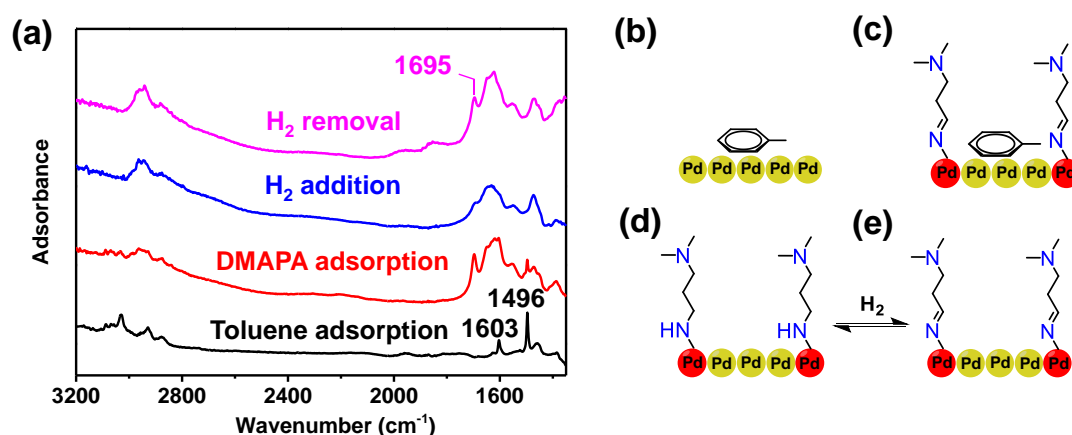 (a)
1695
H2 removal
H2 addition
DMAPA adsorption
1496
Toluene adsorption
1603
Absorbance
3200 2800 2400 2000 1600
Wavenumber (cm-1)
(b)
Pd Pd Pd Pd Pd
(c)
N N
N N
Pd Pd Pd Pd Pd
(d)
N N
HN HN
Pd Pd Pd Pd Pd
H2
(e)
N N
N N
Pd Pd Pd Pd Pd